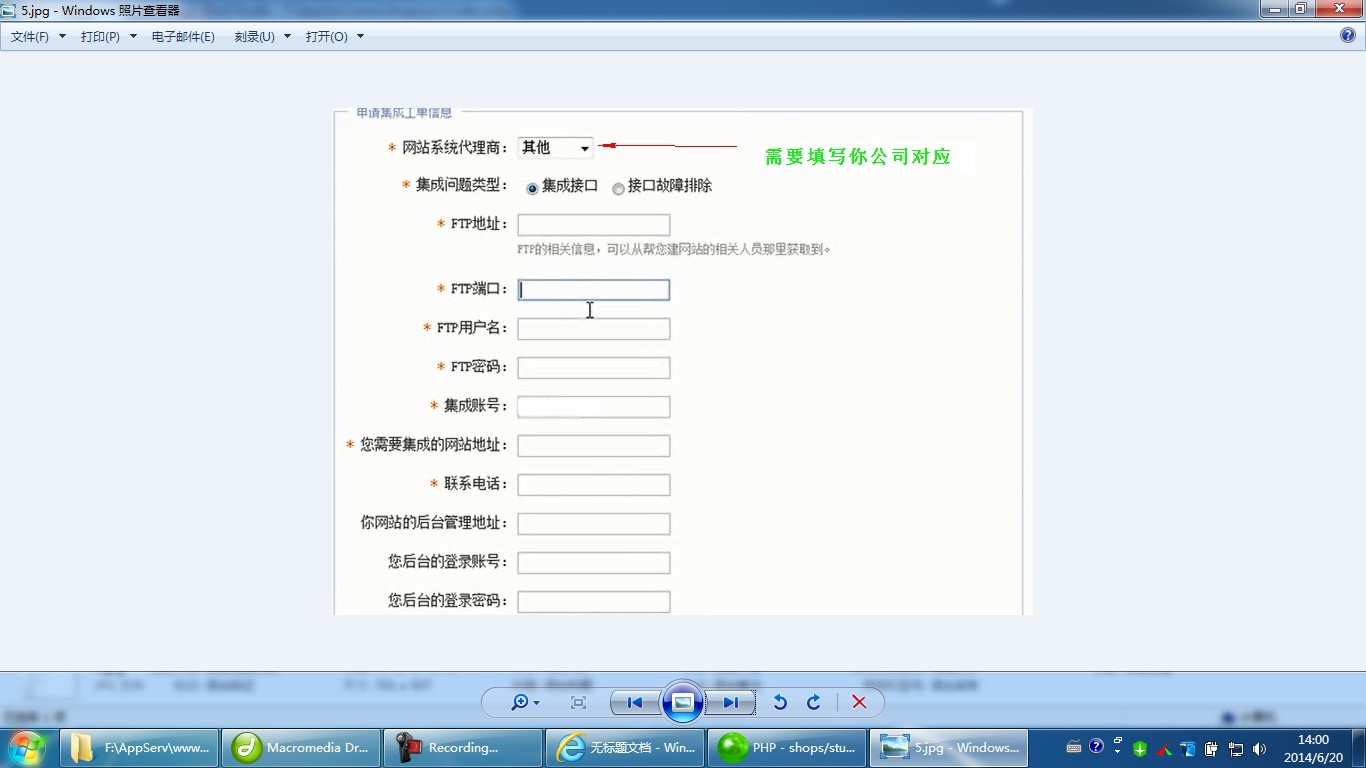 5.jpg - Windows 照片查看器
文件(F) 打印(P) 电子邮件(E) 刻录(U) 打开(O)
申请集成工单信息
* 网站系统代理商： 其他
需要填写你公司对应
* 集成问题类型： 集成接口 接口故障排除
* FTP地址：
FTP的相关信息，可以从帮您建网站的相关人员那里获取到。
* FTP端口：
* FTP用户名：
* FTP密码：
* 集成账号：
* 您需要集成的网站地址：
* 联系电话：
你网站的后台管理地址：
您后台的登录账号：
您后台的登录密码：
F:\AppServ\www... Macromedia Dr... Recording... 无标题文档 - Win... PHP - shops/stu... 5.jpg - Windows...
14:00
2014/6/20